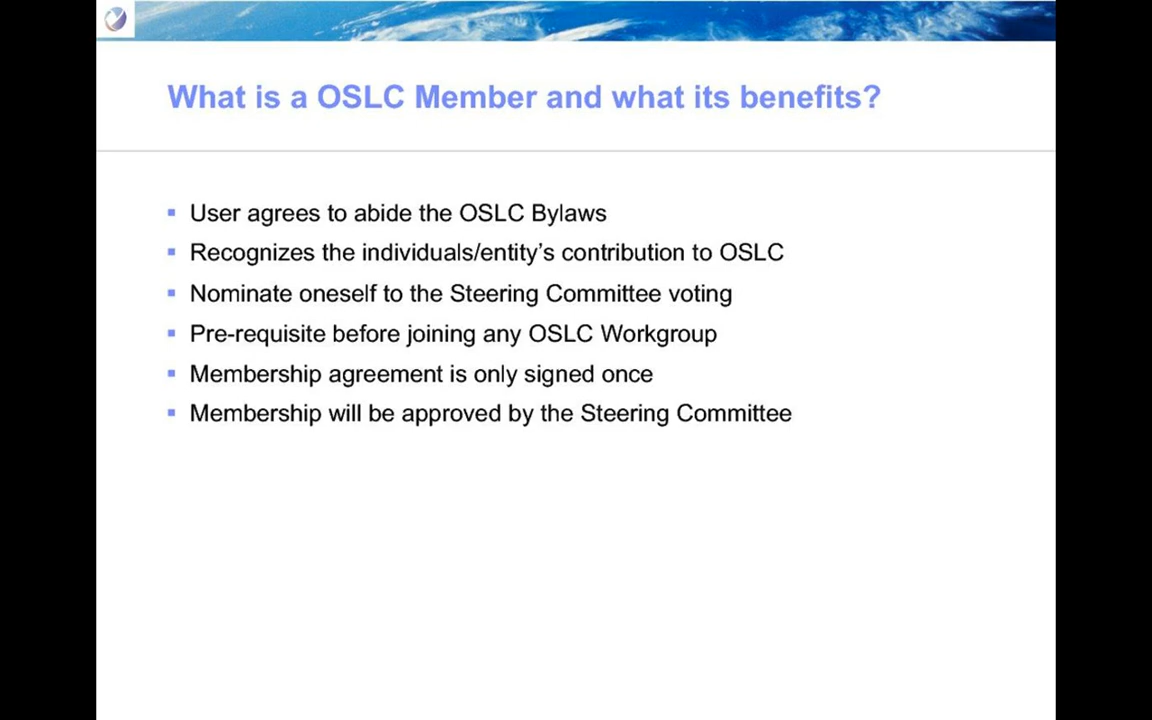 What is a OSLC Member and what its benefits?
▪ User agrees to abide the OSLC Bylaws
▪ Recognizes the individuals/entity’s contribution to OSLC
▪ Nominate oneself to the Steering Committee voting
▪ Pre-requisite before joining any OSLC Workgroup
▪ Membership agreement is only signed once
▪ Membership will be approved by the Steering Committee